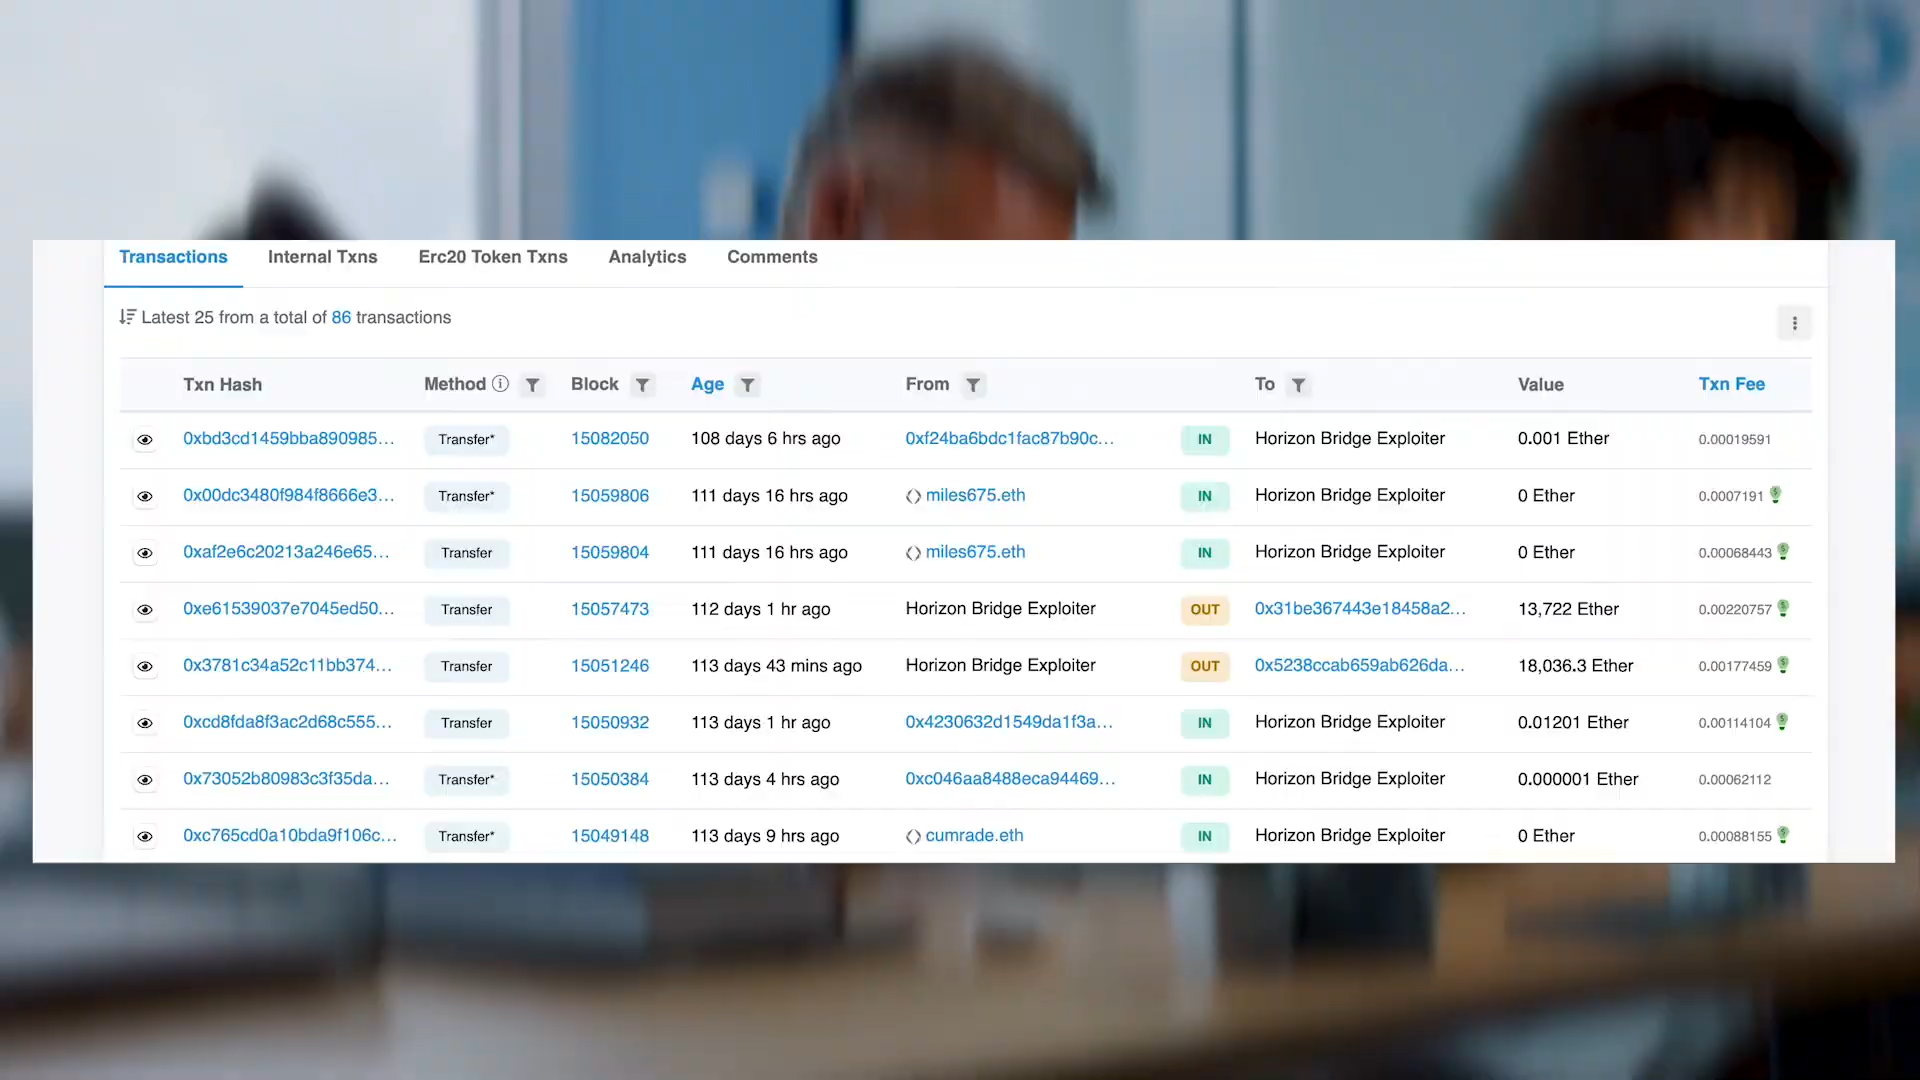 Transactions Internal Txns Erc20 Token Txns Analytics Comments
Latest 25 from a total of 86 transactions
Txn Hash Method Block Age From To Value Txn Fee
0xbd3cd1459bba890985... Transfer* 15082050 108 days 6 hrs ago 0xf24ba6bdc1fac87b90c... IN Horizon Bridge Exploiter 0.001 Ether 0.00019591
0x00dc3480f984f8666e3... Transfer* 15059806 111 days 16 hrs ago miles675.eth IN Horizon Bridge Exploiter 0 Ether 0.0007191
0xaf2e6c20213a246e65... Transfer 15059804 111 days 16 hrs ago miles675.eth IN Horizon Bridge Exploiter 0 Ether 0.00068443
0xe61539037e7045ed50... Transfer 15057473 112 days 1 hr ago Horizon Bridge Exploiter OUT 0x31be367443e18458a2... 13,722 Ether 0.00220757
0x3781c34a52c11bb374... Transfer 15051246 113 days 43 mins ago Horizon Bridge Exploiter OUT 0x5238ccab659ab626da... 18,036.3 Ether 0.00177459
0xcd8fda8f3ac2d68c555... Transfer 15050932 113 days 1 hr ago 0x4230632d1549da1f3a... IN Horizon Bridge Exploiter 0.01201 Ether 0.00114104
0x73052b80983c3f35da... Transfer* 15050384 113 days 4 hrs ago 0xc046aa8488eca94469... IN Horizon Bridge Exploiter 0.000001 Ether 0.00062112
0xc765cd0a10bda9f106c... Transfer* 15049148 113 days 9 hrs ago cumrade.eth IN Horizon Bridge Exploiter 0 Ether 0.00088155